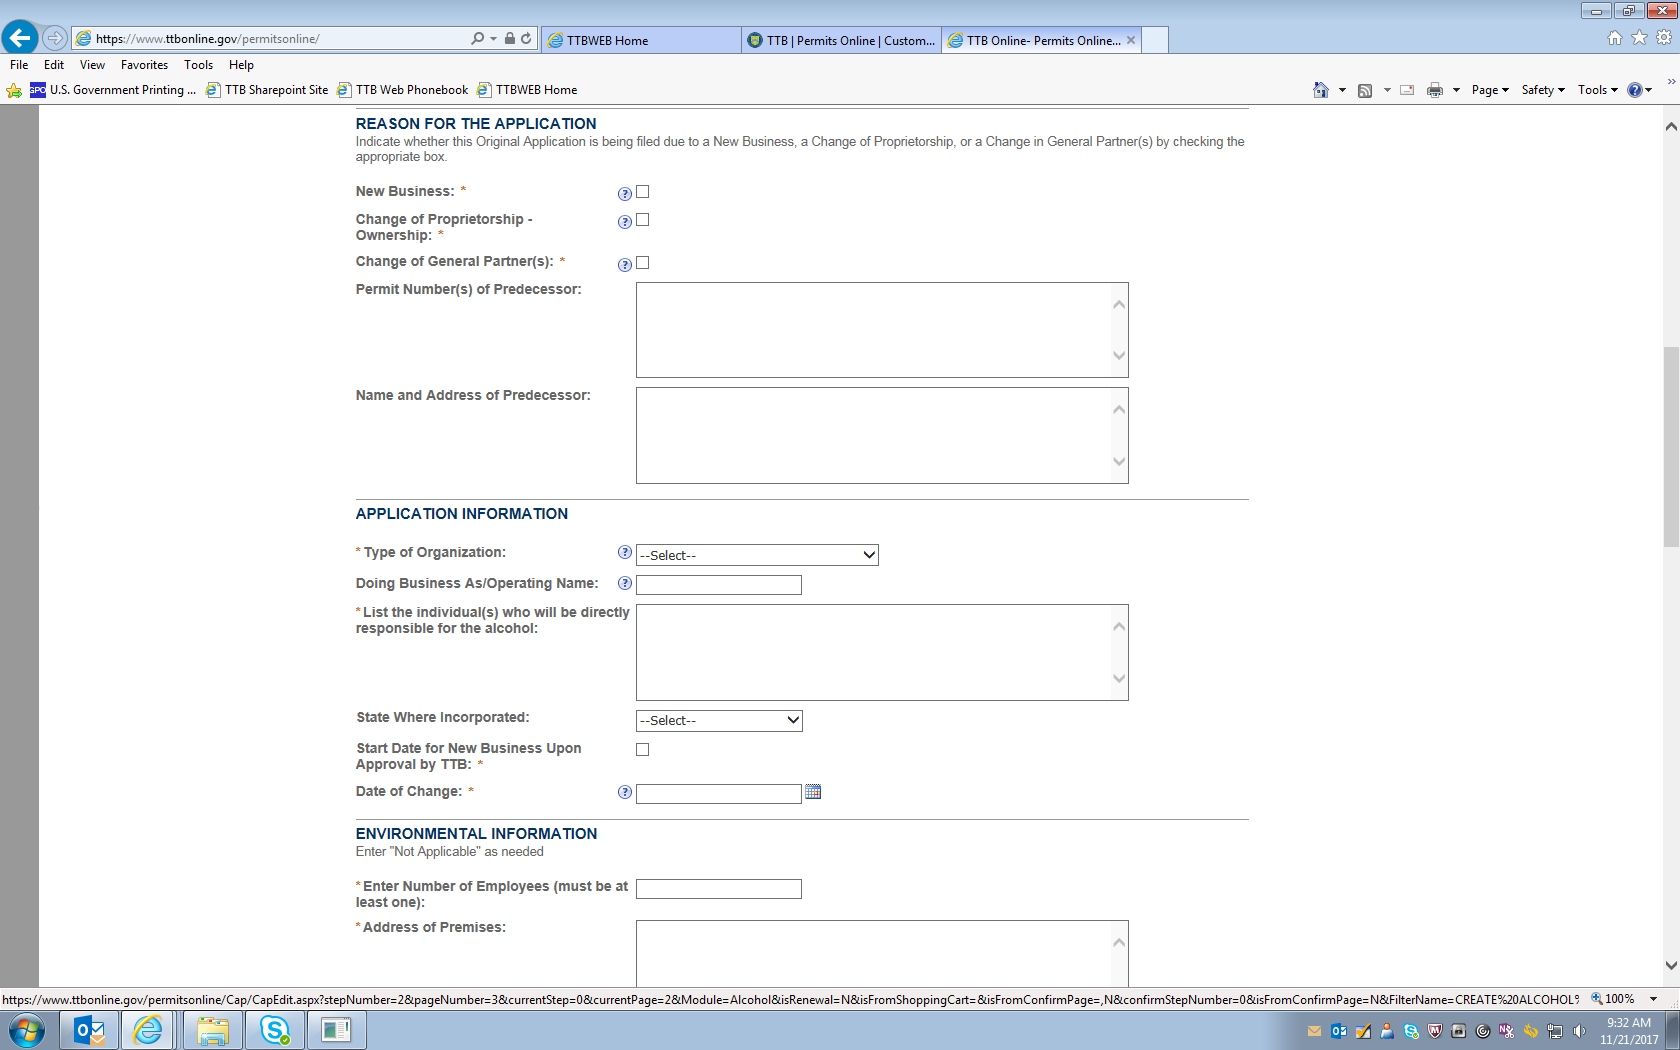 https://www.ttbonline.gov/permitsonline/
TTBWEB Home
TTB | Permits Online | Custom...
TTB Online- Permits Online...
File Edit View Favorites Tools Help
GPO U.S. Government Printing ... TTB Sharepoint Site TTB Web Phonebook TTBWEB Home
Page Safety Tools
REASON FOR THE APPLICATION
Indicate whether this Original Application is being filed due to a New Business, a Change of Proprietorship, or a Change in General Partner(s) by checking the
appropriate box.
New Business: *
Change of Proprietorship -
Ownership: *
Change of General Partner(s): *
Permit Number(s) of Predecessor:
Name and Address of Predecessor:
APPLICATION INFORMATION
* Type of Organization: --Select--
Doing Business As/Operating Name:
* List the individual(s) who will be directly
responsible for the alcohol:
State Where Incorporated: --Select--
Start Date for New Business Upon
Approval by TTB: *
Date of Change: *
ENVIRONMENTAL INFORMATION
Enter "Not Applicable" as needed
* Enter Number of Employees (must be at
least one):
* Address of Premises:
https://www.ttbonline.gov/permitsonline/Cap/CapEdit.aspx?stepNumber=2&pageNumber=3&currentStep=0&currentPage=2&Module=Alcohol&isRenewal=N&isFromShoppingCart=&isFromConfirmPage=,N&confirmStepNumber=0&isFromConfirmPage=N&FilterName=CREATE%20ALCOHOL%
100%
9:32 AM
11/21/2017